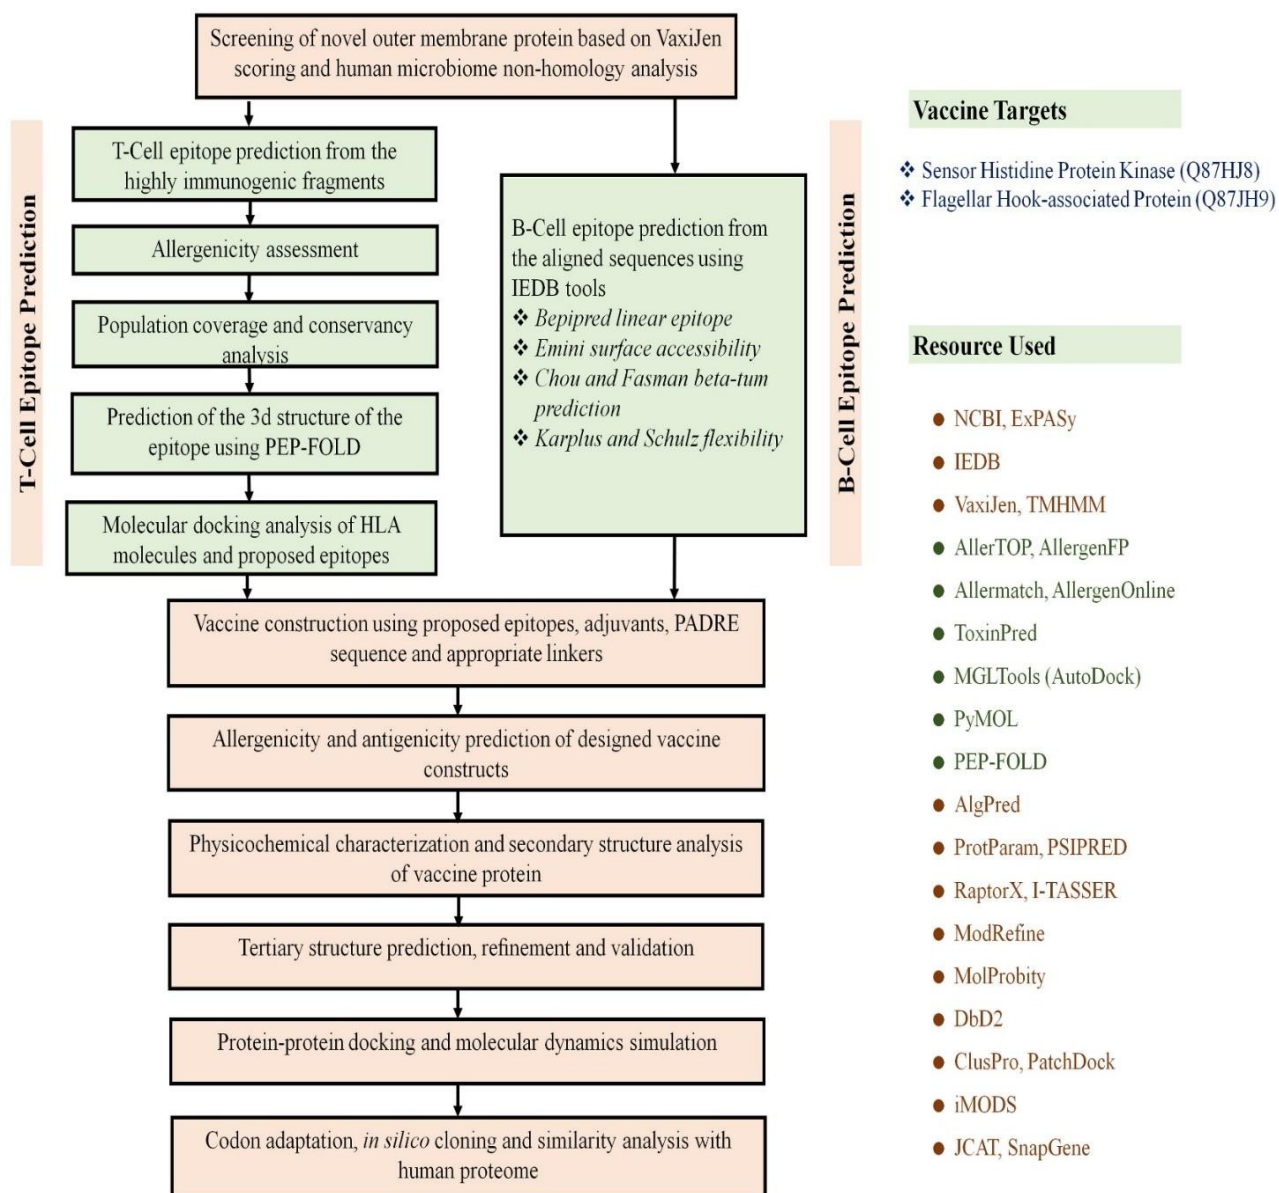 Screening of novel outer membrane protein based on VaxiJen
scoring and human microbiome non-homology analysis
T-Cell Epitope Prediction
T-Cell epitope prediction from the
highly immunogenic fragments
Allergenicity assessment
Population coverage and conservancy
analysis
Prediction of the 3d structure of the
epitope using PEP-FOLD
Molecular docking analysis of HLA
molecules and proposed epitopes
B-Cell epitope prediction from
the aligned sequences using
IEDB tools
❖ Bepipred linear epitope
❖ Emini surface accessibility
❖ Chou and Fasman beta-tum
prediction
❖ Karplus and Schulz flexibility
B-Cell Epitope Prediction
Vaccine construction using proposed epitopes, adjuvants, PADRE
sequence and appropriate linkers
Allergenicity and antigenicity prediction of designed vaccine
constructs
Physicochemical characterization and secondary structure analysis
of vaccine protein
Tertiary structure prediction, refinement and validation
Protein-protein docking and molecular dynamics simulation
Codon adaptation, in silico cloning and similarity analysis with
human proteome
Vaccine Targets
❖ Sensor Histidine Protein Kinase (Q87HJ8)
❖ Flagellar Hook-associated Protein (Q87JH9)
Resource Used
● NCBI, ExPASy
● IEDB
● VaxiJen, TMHMM
● AllerTOP, AllergenFP
● Allermatch, AllergenOnline
● ToxinPred
● MGLTools (AutoDock)
● PyMOL
● PEP-FOLD
● AlgPred
● ProtParam, PSIPRED
● RaptorX, I-TASSER
● ModRefine
● MolProbity
● DbD2
● ClusPro, PatchDock
● iMODS
● JCAT, SnapGene